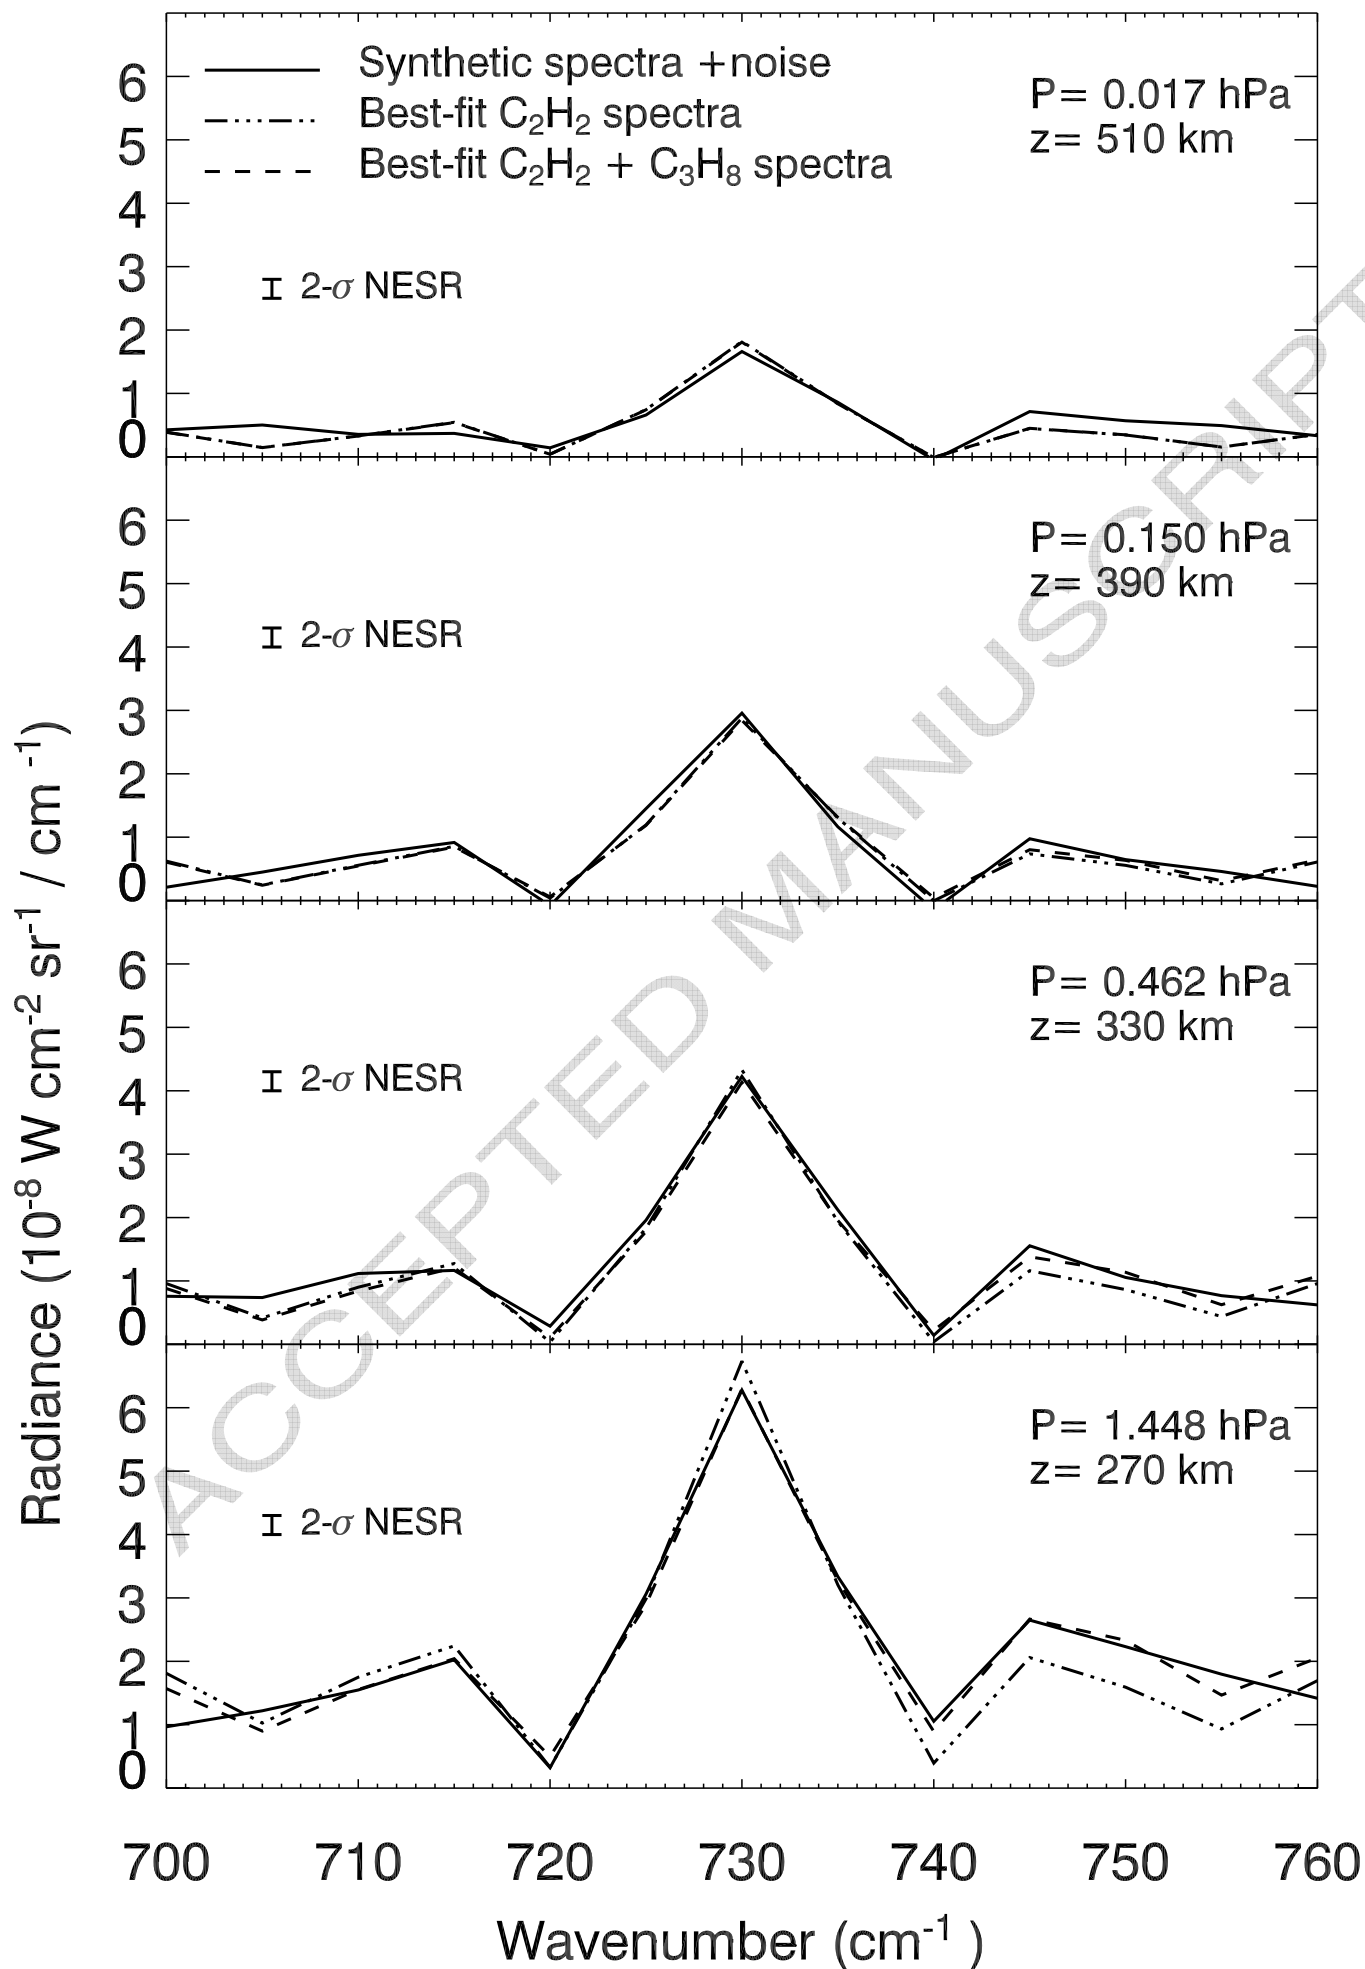 Synthetic spectra +noise
Best-fit C₂H₂ spectra
Best-fit C₂H₂ + C₃H₈ spectra
P= 0.017 hPa
z= 510 km
2-σ NESR
6
5
4
3
2
1
0
P= 0.150 hPa
z= 390 km
2-σ NESR
6
5
4
3
2
1
0
P= 0.462 hPa
z= 330 km
2-σ NESR
6
5
4
3
2
1
0
P= 1.448 hPa
z= 270 km
2-σ NESR
6
5
4
3
2
1
0
700 710 720 730 740 750 760
Wavenumber (cm⁻¹ )
Radiance (10⁻⁸ W cm⁻² sr⁻¹ / cm ⁻¹)
ACCEPTED MANUSCRIPT